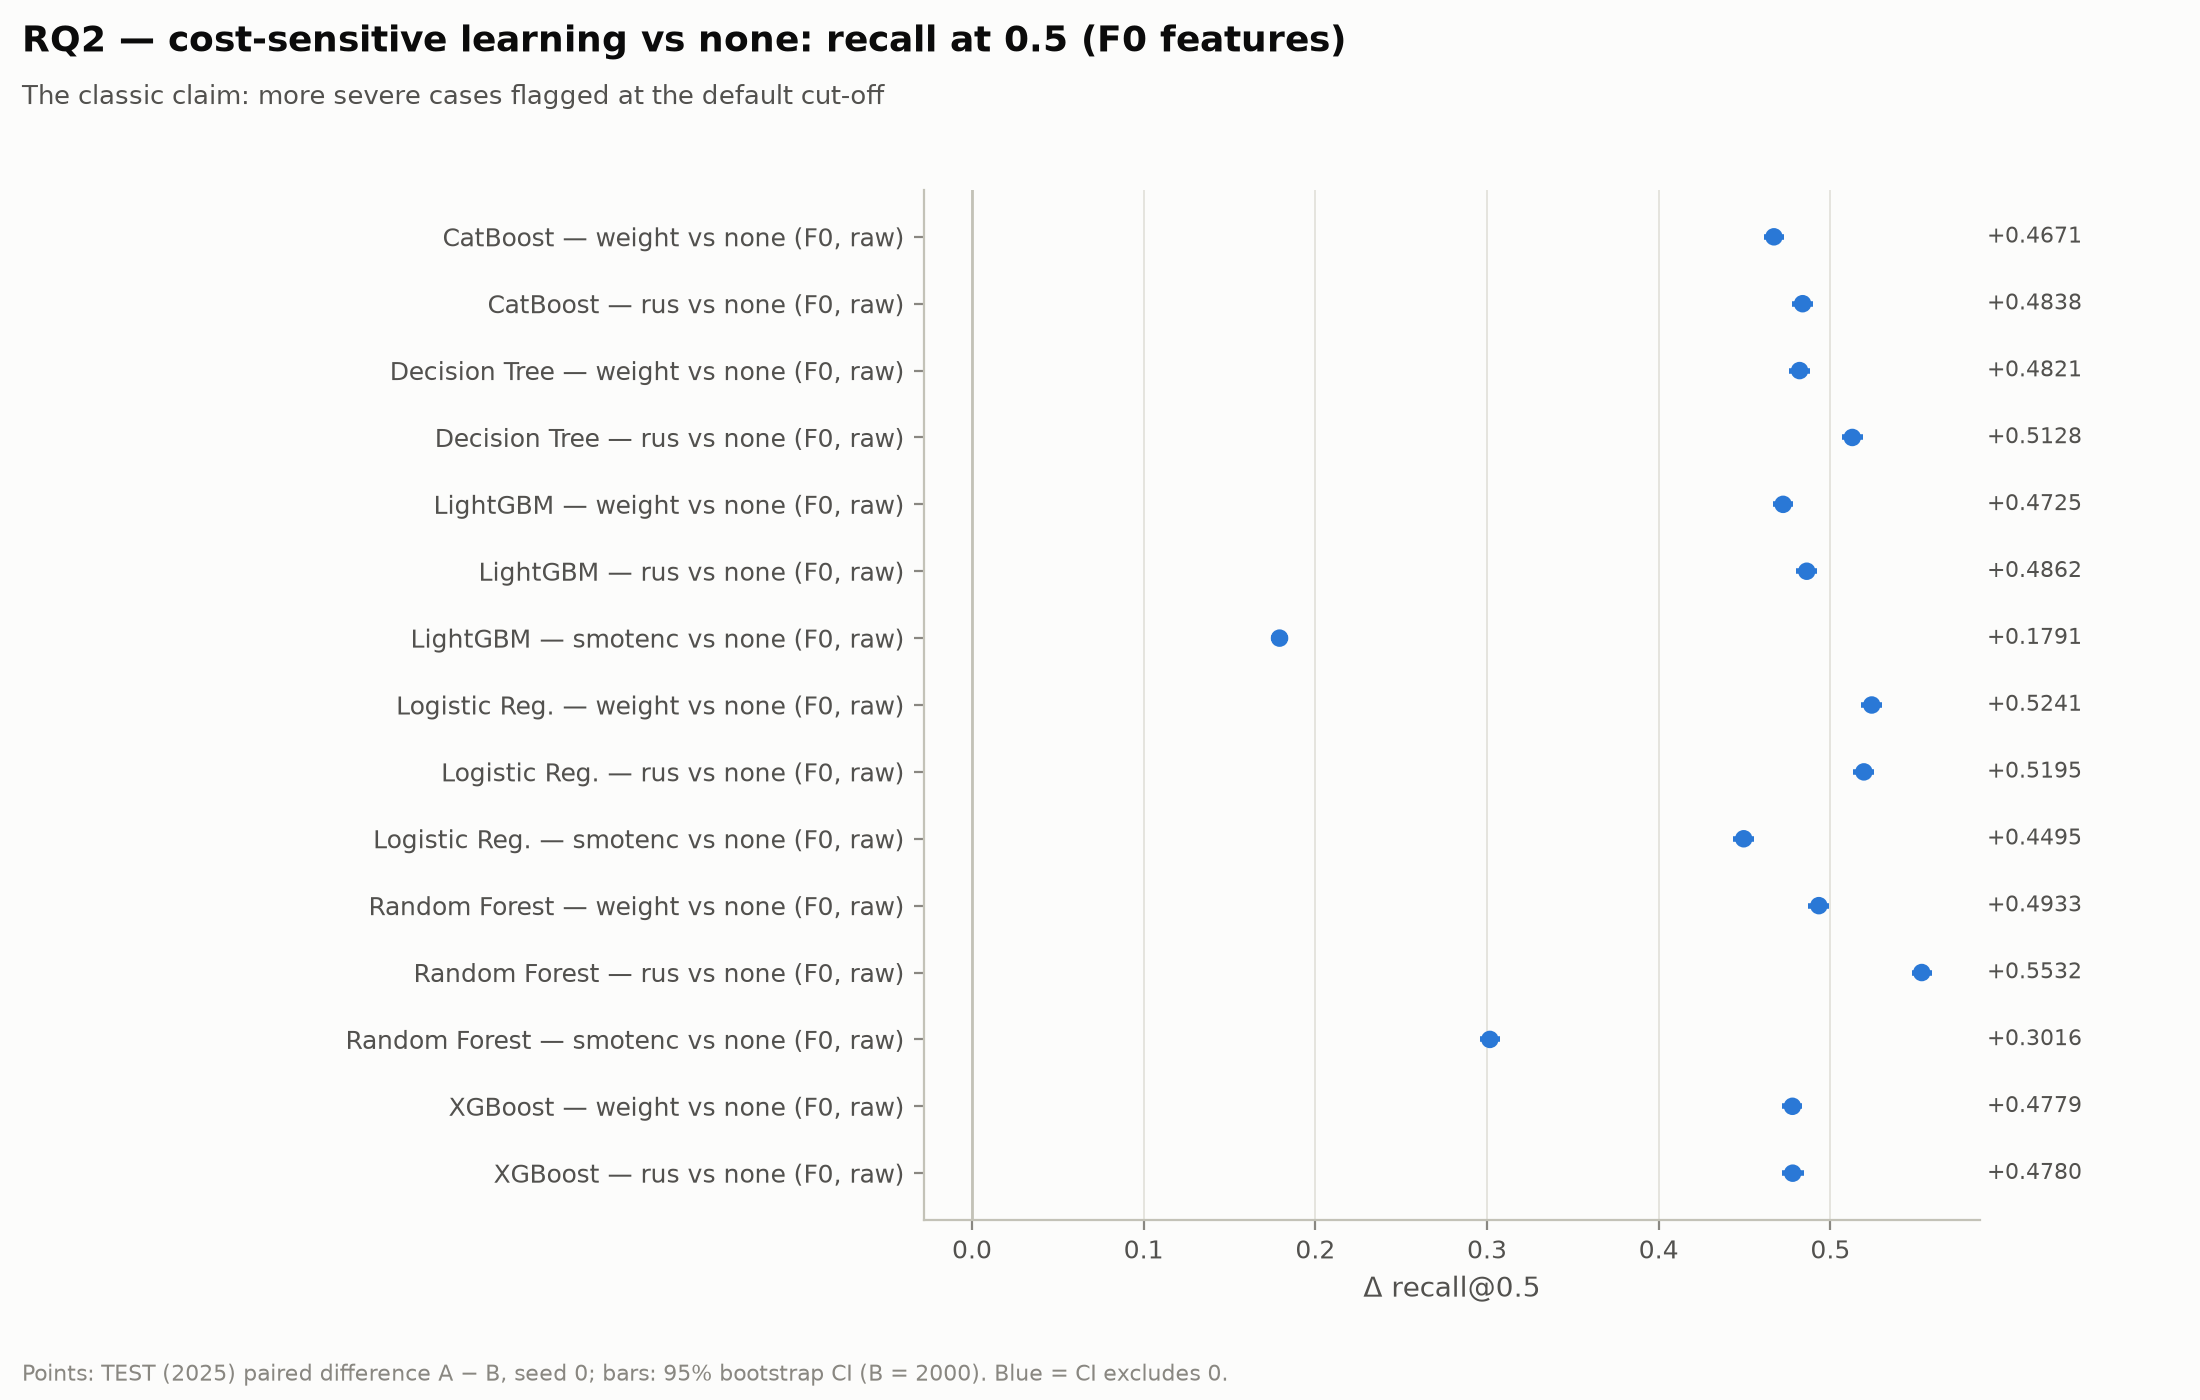 RQ2 — cost-sensitive learning vs none: recall at 0.5 (F0 features)
The classic claim: more severe cases flagged at the default cut-off
CatBoost — weight vs none (F0, raw) +0.4671
CatBoost — rus vs none (F0, raw) +0.4838
Decision Tree — weight vs none (F0, raw) +0.4821
Decision Tree — rus vs none (F0, raw) +0.5128
LightGBM — weight vs none (F0, raw) +0.4725
LightGBM — rus vs none (F0, raw) +0.4862
LightGBM — smotenc vs none (F0, raw) +0.1791
Logistic Reg. — weight vs none (F0, raw) +0.5241
Logistic Reg. — rus vs none (F0, raw) +0.5195
Logistic Reg. — smotenc vs none (F0, raw) +0.4495
Random Forest — weight vs none (F0, raw) +0.4933
Random Forest — rus vs none (F0, raw) +0.5532
Random Forest — smotenc vs none (F0, raw) +0.3016
XGBoost — weight vs none (F0, raw) +0.4779
XGBoost — rus vs none (F0, raw) +0.4780
0.0 0.1 0.2 0.3 0.4 0.5
Δ recall@0.5
Points: TEST (2025) paired difference A − B, seed 0; bars: 95% bootstrap CI (B = 2000). Blue = CI excludes 0.